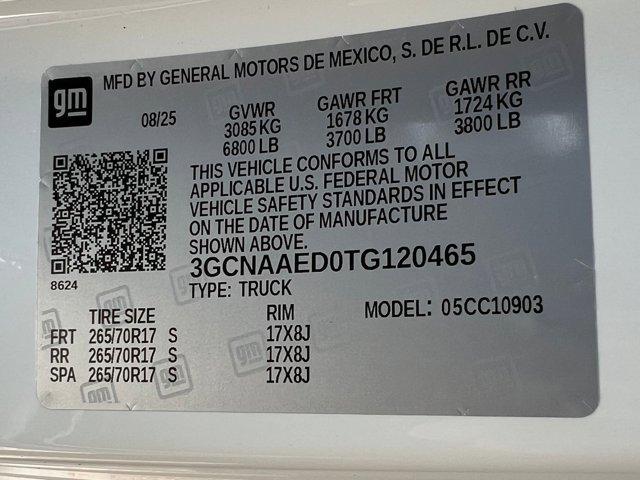 gm
MFD BY GENERAL MOTORS DE MEXICO, S. DE R.L. DE C.V.
08/25 GVWR GAWR FRT GAWR RR
3085 KG 1678 KG 1724 KG
6800 LB 3700 LB 3800 LB
THIS VEHICLE CONFORMS TO ALL
APPLICABLE U.S. FEDERAL MOTOR
VEHICLE SAFETY STANDARDS IN EFFECT
ON THE DATE OF MANUFACTURE
SHOWN ABOVE.
8624
3GCNAAED0TG120465
TYPE: TRUCK
TIRE SIZE RIM MODEL: 05CC10903
FRT 265/70R17 S 17X8J
RR 265/70R17 S 17X8J
SPA 265/70R17 S 17X8J